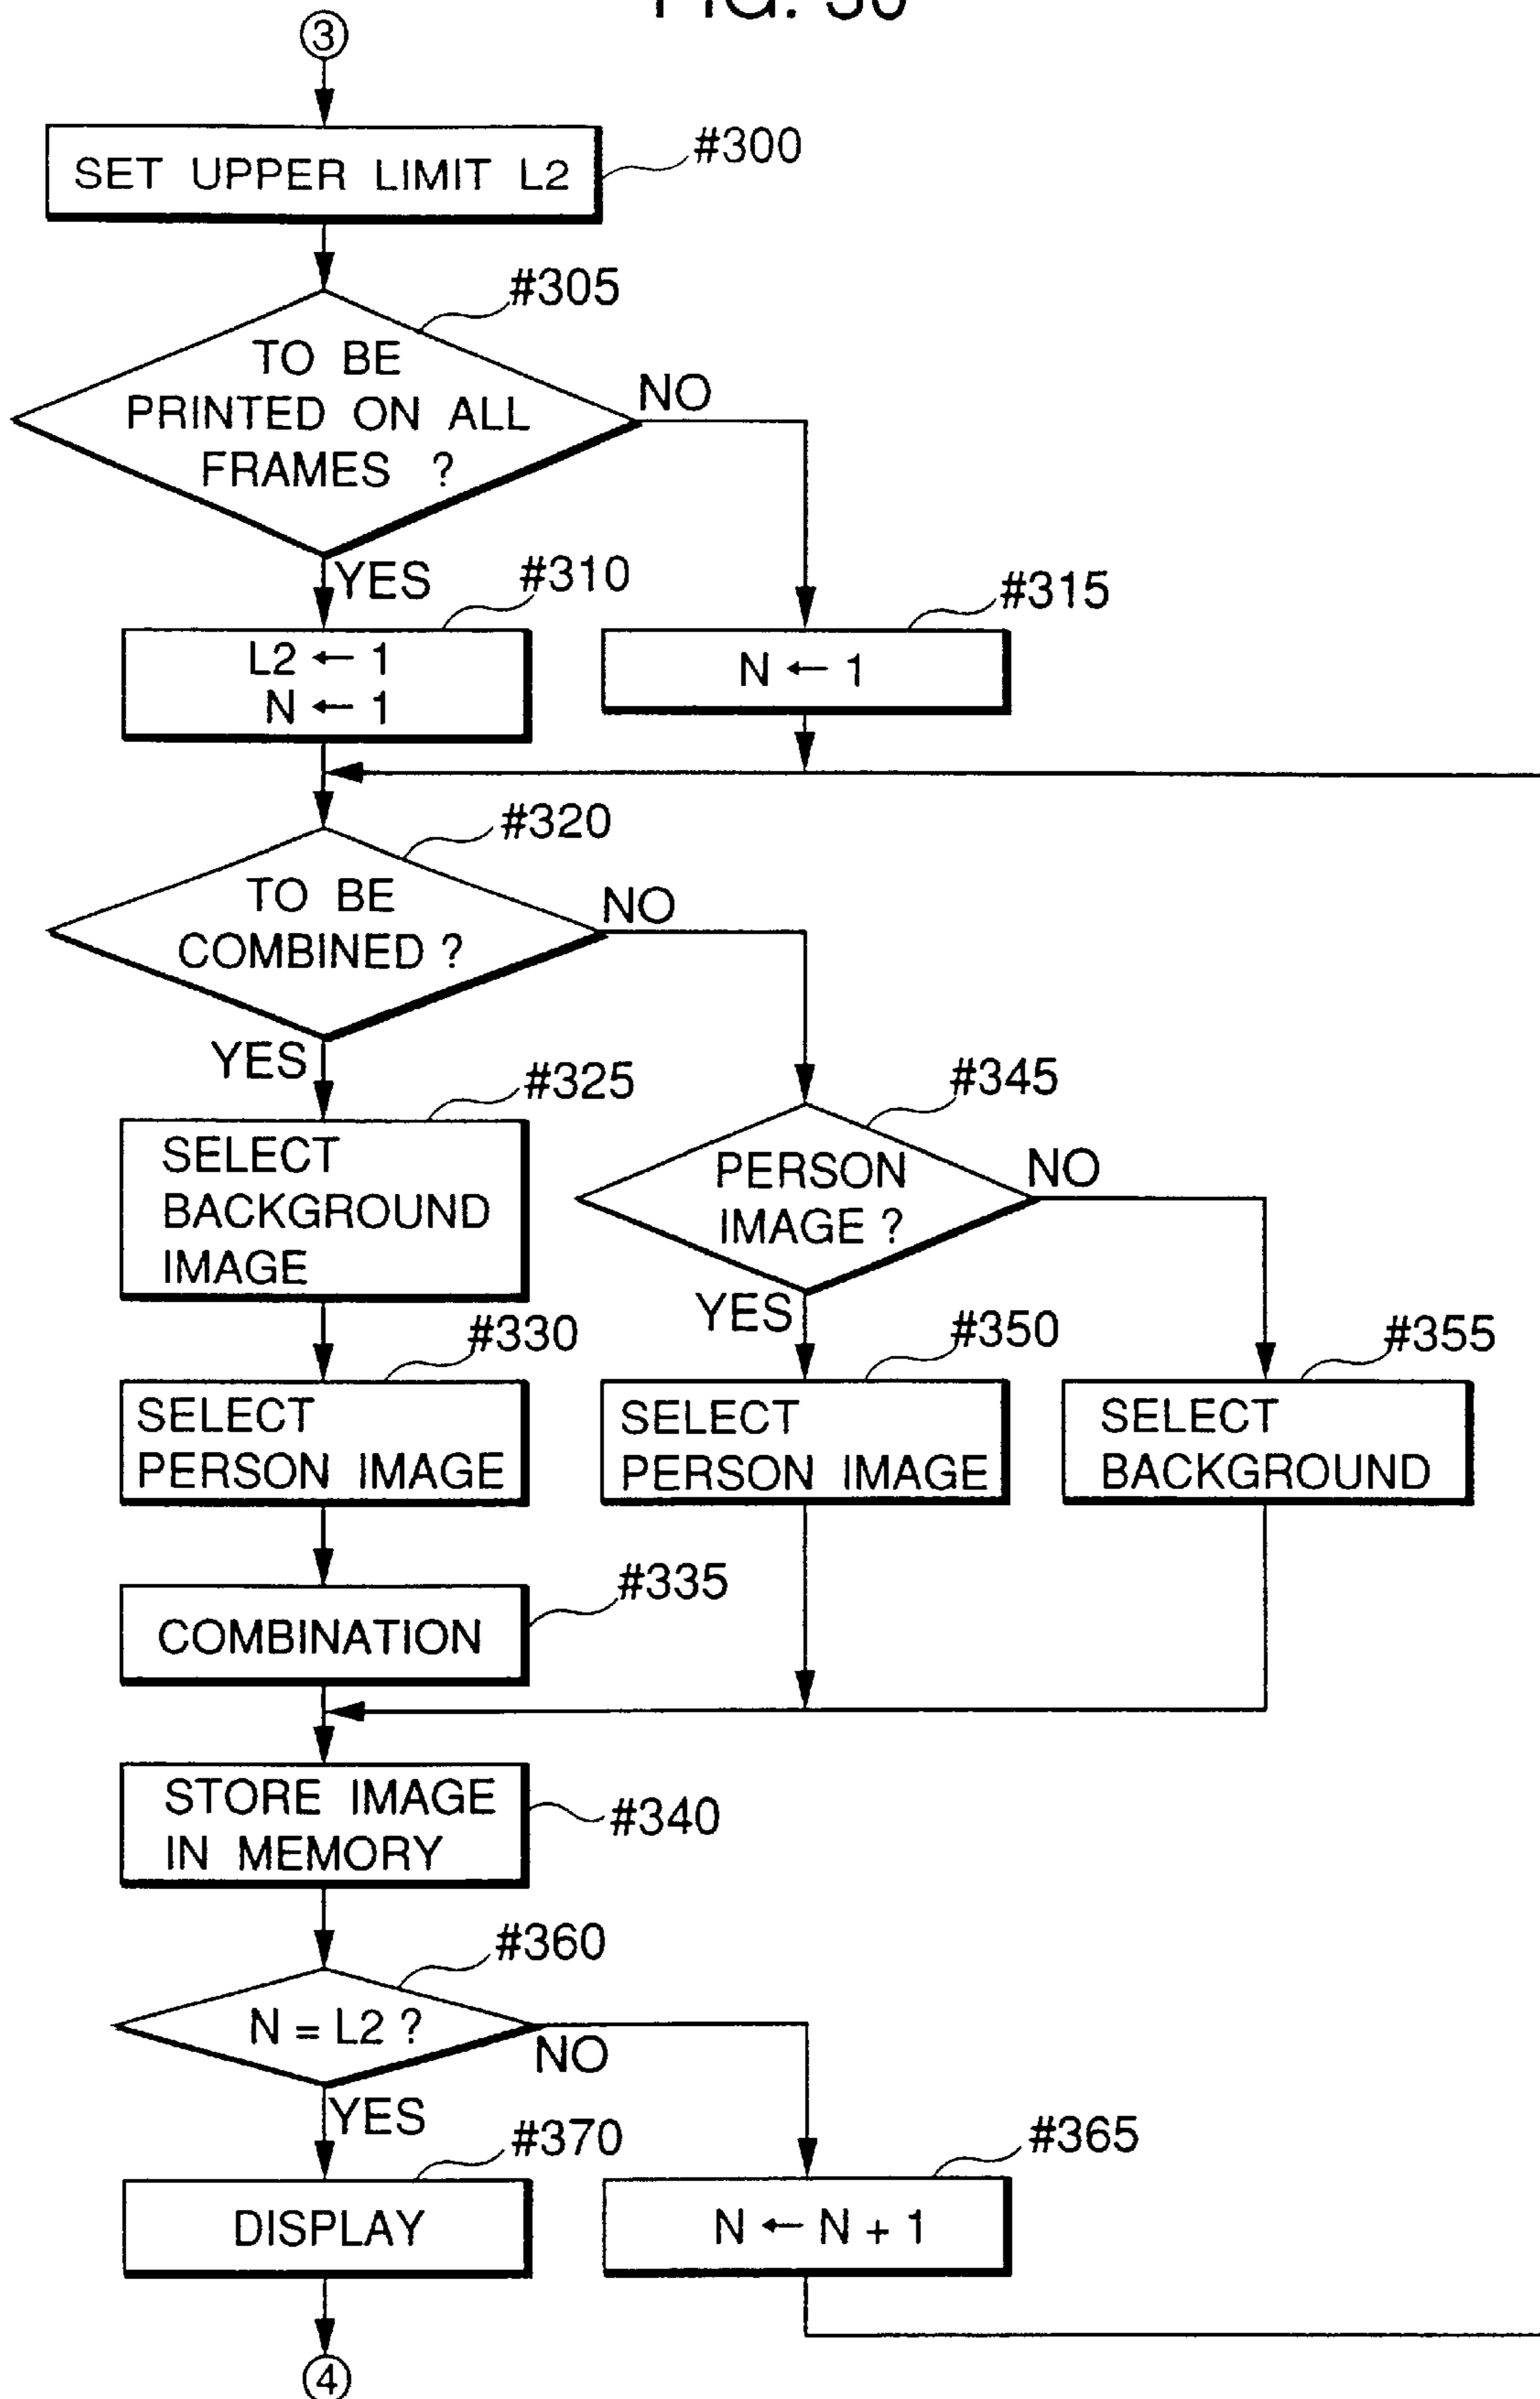 FIG. 30
3
SET UPPER LIMIT L2
#300
#305
TO BE
PRINTED ON ALL
FRAMES ?
NO
YES
#310
#315
L2 ← 1
N ← 1
N ← 1
#320
TO BE
COMBINED ?
NO
YES
#325
#345
SELECT
BACKGROUND
IMAGE
PERSON
IMAGE ?
NO
YES
#330
#350
#355
SELECT
PERSON IMAGE
SELECT
PERSON IMAGE
SELECT
BACKGROUND
#335
COMBINATION
STORE IMAGE
IN MEMORY
#340
#360
N = L2 ?
NO
YES
#370
#365
DISPLAY
N ← N + 1
4